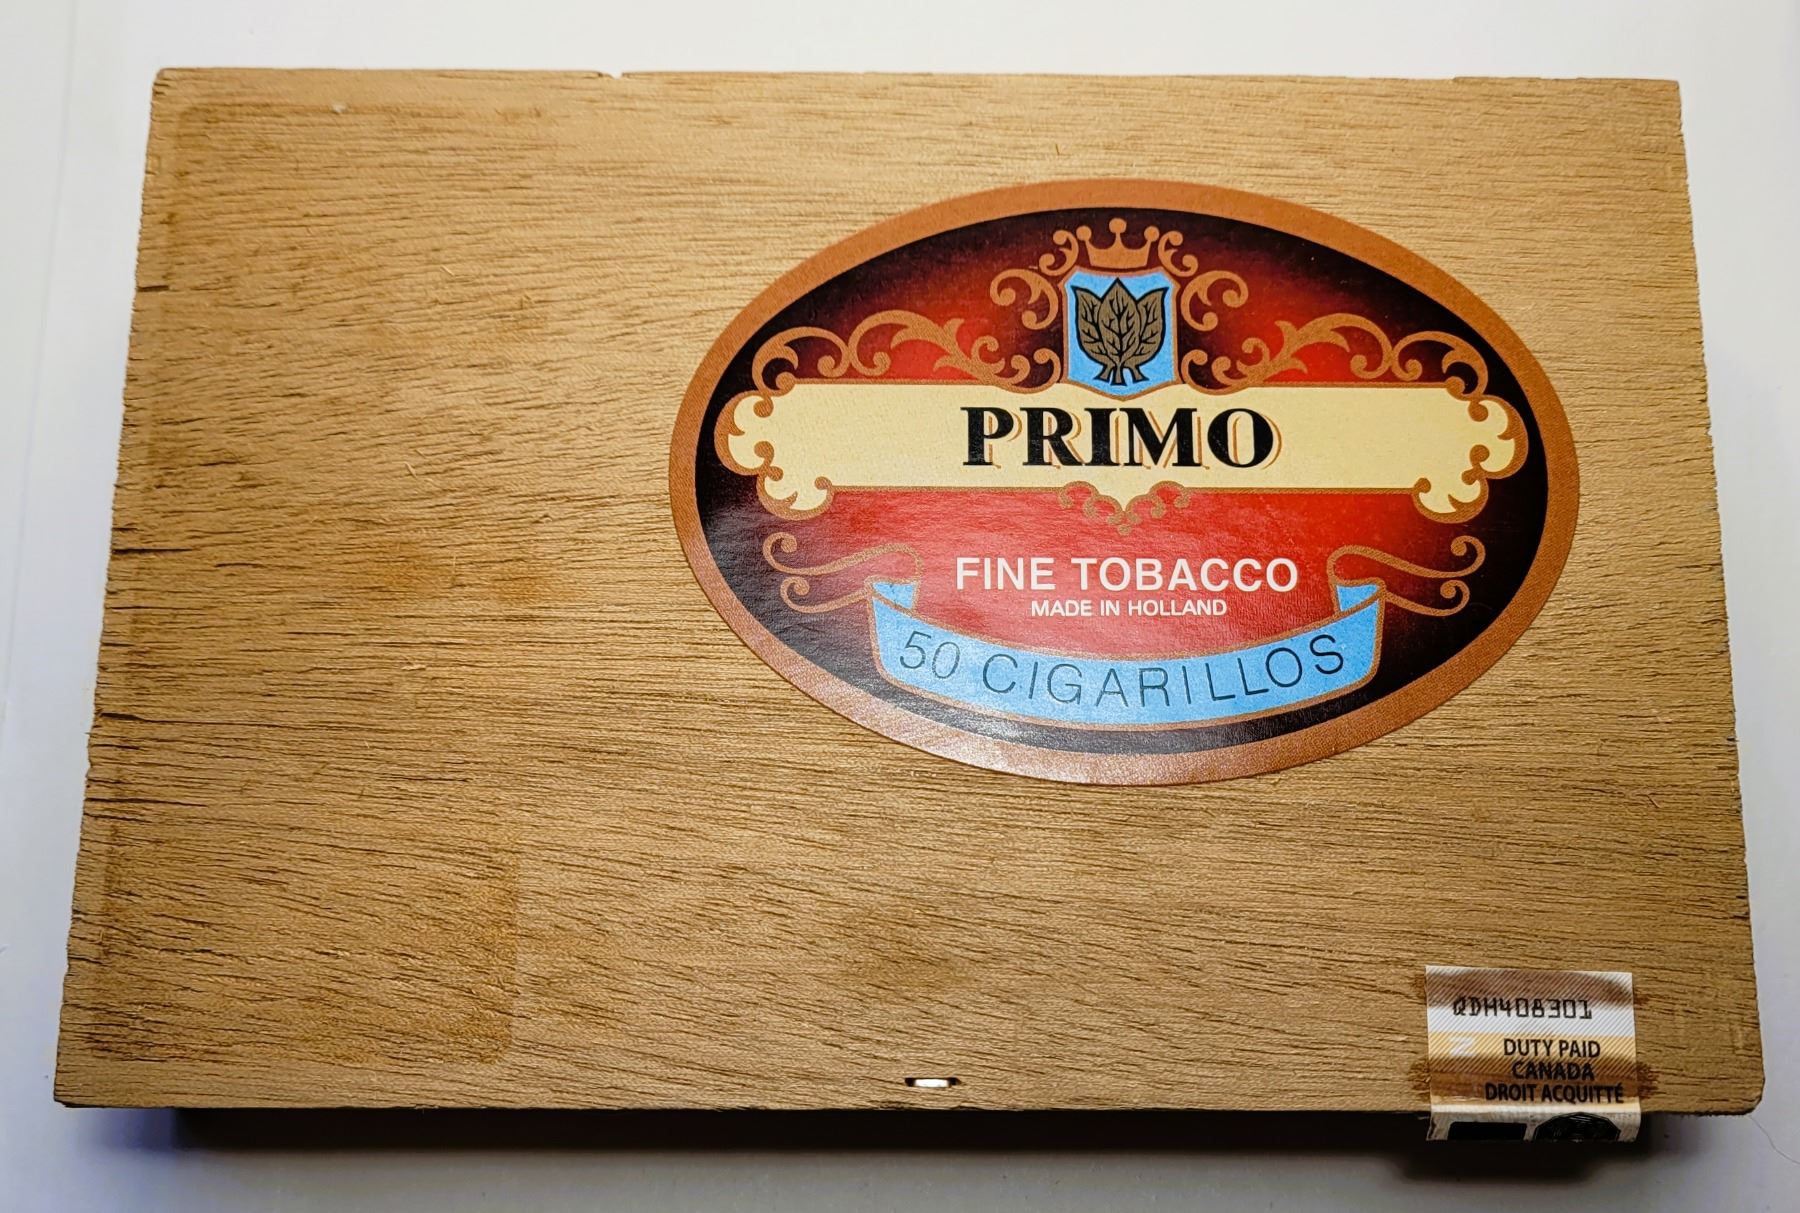 PRIMO
FINE TOBACCO
MADE IN HOLLAND
50 CIGARILLOS
QDH408301
DUTY PAID
CANADA
DROIT ACQUITTÉ